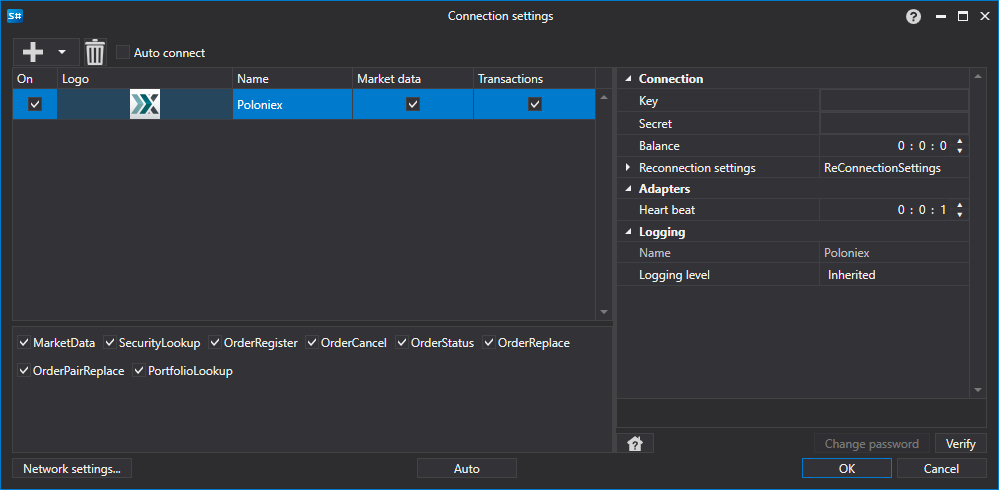 S# Connection settings ?
Auto connect
On Logo Name Market data Transactions
Poloniex
MarketData SecurityLookup OrderRegister OrderCancel OrderStatus OrderReplace
OrderPairReplace PortfolioLookup
Connection
Key
Secret
Balance 0 : 0 : 0
Reconnection settings ReConnectionSettings
Adapters
Heart beat 0 : 0 : 1
Logging
Name Poloniex
Logging level Inherited
? Change password Verify
Network settings... Auto OK Cancel